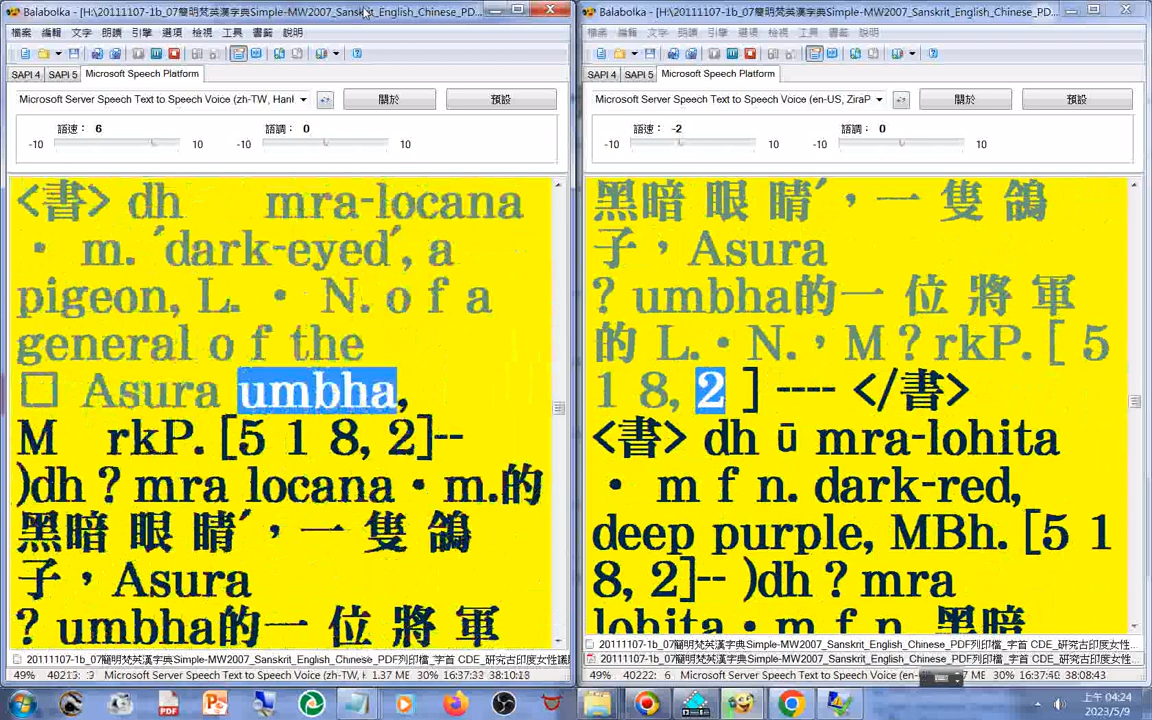 Balabolka - [H:\20111107-1b_07簡明梵英漢字典Simple-MW2007_Sanskrit_English_Chinese_PD...
檔案 編輯 文字 朗讀 引擎 選項 檢視 工具 書籤 說明
SAPI 4 SAPI 5 Microsoft Speech Platform
Microsoft Server Speech Text to Speech Voice (zh-TW, HanH 關於 預設
語速： 6 語調： 0
-10 10 -10 10
<書> dh mra-locana
• m. ′dark-eyed′, a
pigeon, L. • N. o f a
general o f the
□ Asura umbha,
M rkP. [5 1 8, 2]--
)dh ? mra locana • m.的
黑暗 眼 睛′，一 隻 鴿
子，Asura
? umbha的一 位 將 軍
20111107-1b_07簡明梵英漢字典Simple-MW2007_Sanskrit_English_Chinese_PDF列印檔_字首 CDE_研究古印度女性議
49% 40213: :3 Microsoft Server Speech Text to Speech Voice (zh-TW, H 1.37 MB 30% 16:37:33 38:10:18
Balabolka - [H:\20111107-1b_07簡明梵英漢字典Simple-MW2007_Sanskrit_English_Chinese_PD...
檔案 編輯 文字 朗讀 引擎 選項 檢視 工具 書籤 說明
SAPI 4 SAPI 5 Microsoft Speech Platform
Microsoft Server Speech Text to Speech Voice (en-US, ZiraP 關於 預設
語速： -2 語調： 0
-10 10 -10 10
黑暗 眼 睛′，一 隻 鴿
子，Asura
? umbha的一 位 將 軍
的 L. • N.，M ? rkP. [ 5
1 8, 2 ] ---- </書>
<書> dh ū mra-lohita
• m f n. dark-red,
deep purple, MBh. [5 1
8, 2]-- )dh ? mra
lohita • m f n. 黑暗
20111107-1b_07簡明梵英漢字典Simple-MW2007_Sanskrit_English_Chinese_PDF列印檔_字首 CDE_研究古印度女性
20111107-1b_07簡明梵英漢字典Simple-MW2007_Sanskrit_English_Chinese_PDF列印檔_字首 CDE_研究古印度女性
49% 40222: 6 Microsoft Server Speech Text to Speech Voice (en-U MB 30% 16:37:49 38:08:43
上午 04:24
2023/5/9